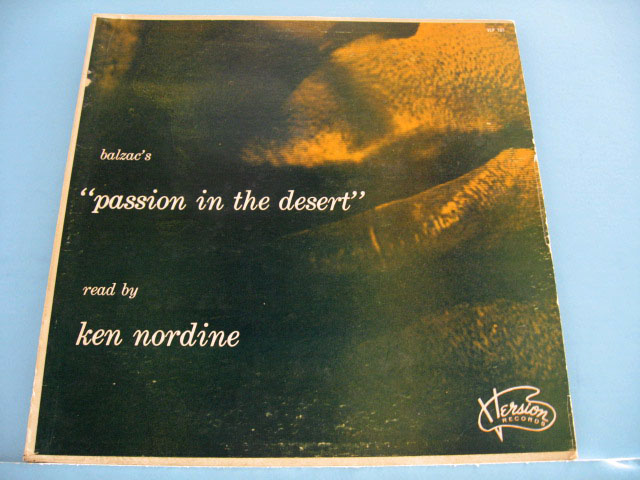 balzac's
"passion in the desert"
read by
ken nordine
Version
RECORDS